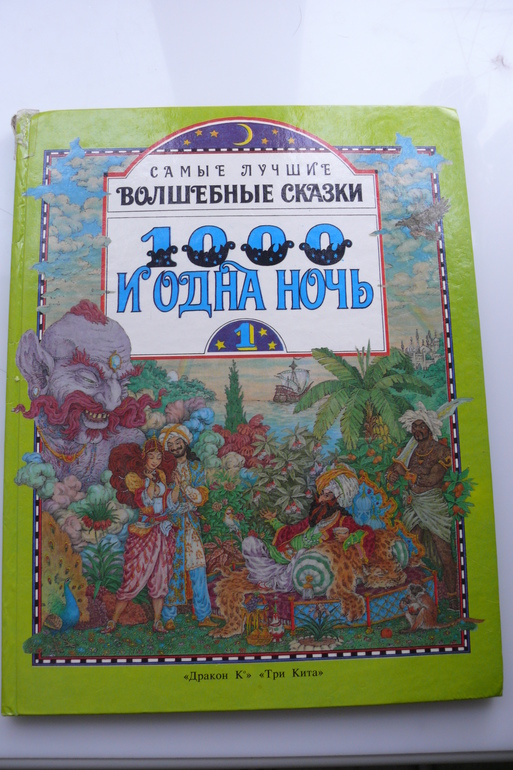 САМЫЕ ЛУЧШИЕ
ВОЛШЕБНЫЕ СКАЗКИ
1000
И ОДНА НОЧЬ
1
«Дракон К°» «Три Кита»